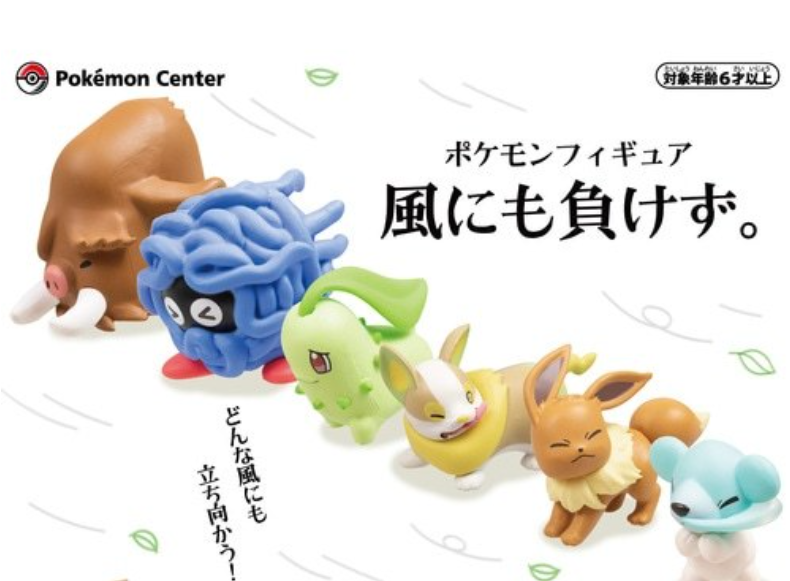 Pokémon Center
対象年齢6才以上
ポケモンフィギュア
風にも負けず。
どんな風にも
立ち向かう!